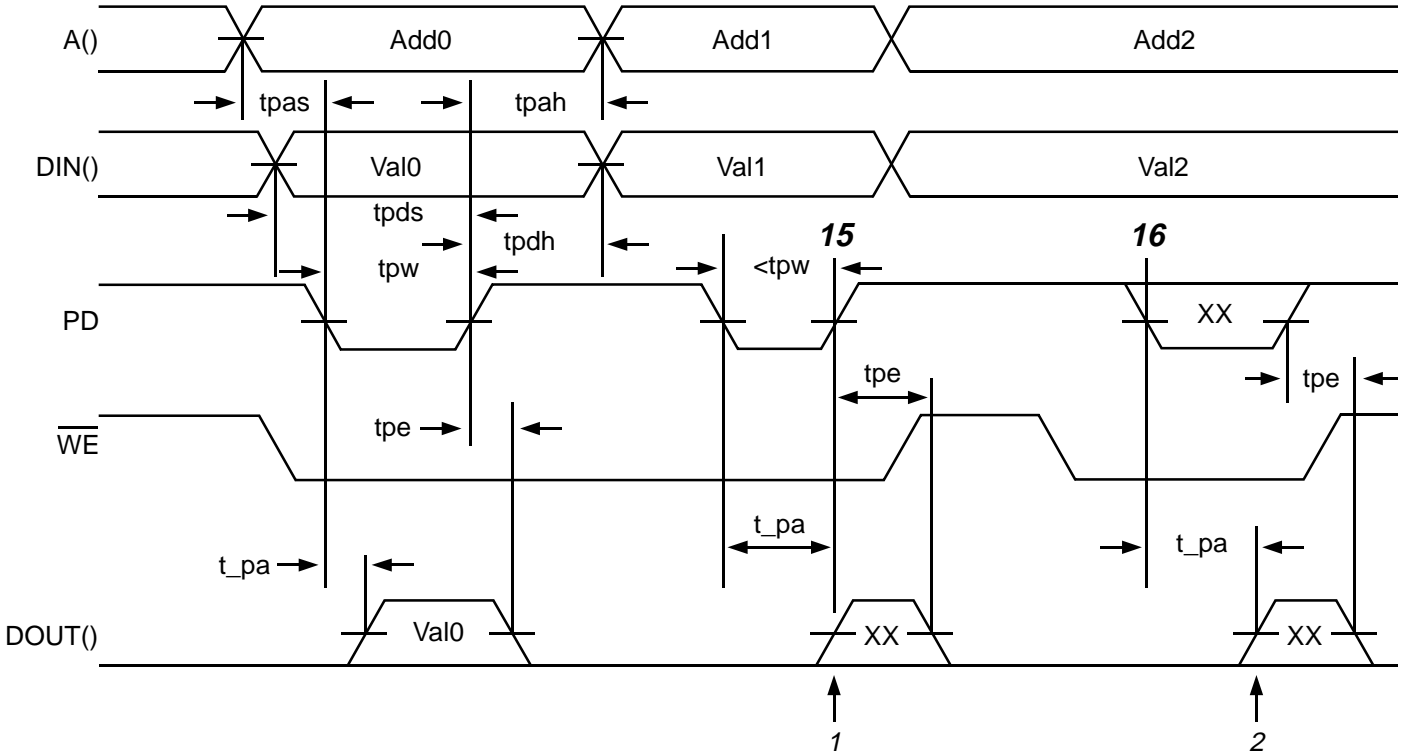 A() Add0 Add1 Add2
tpas tpah
DIN() Val0 Val1 Val2
tpds
tpdh 15 16
tpw <tpw
PD XX
tpe tpe
tpe
WE
t_pa t_pa
t_pa
DOUT() Val0 XX XX
1 2